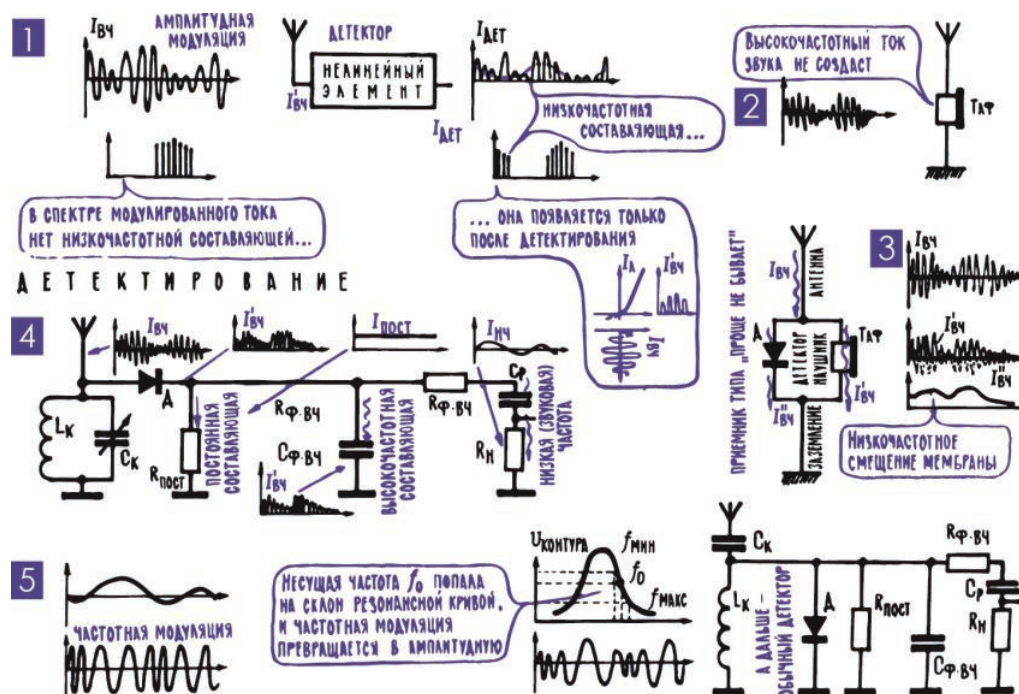 1
Iвч
АМПЛИТУДНАЯ
МОДУЛЯЦИЯ
ДЕТЕКТОР
I'вч
НЕЛИНЕЙНЫЙ
ЭЛЕМЕНТ
Iдет
Iдет
НИЗКОЧАСТОТНАЯ
СОСТАВЛЯЮЩАЯ...
В СПЕКТРЕ МОДУЛИРОВАННОГО ТОКА
НЕТ НИЗКОЧАСТОТНОЙ СОСТАВЛЯЮЩЕЙ...
... ОНА ПОЯВЛЯЕТСЯ ТОЛЬКО
ПОСЛЕ ДЕТЕКТИРОВАНИЯ
Iд
I'вч
Iвч
2
ВЫСОКОЧАСТОТНЫЙ ТОК
ЗВУКА НЕ СОЗДАСТ
Тлф
ДЕТЕКТИРОВАНИЕ
3
ПРИЕМНИК ТИПА „ПРОЩЕ НЕ БЫВАЕТ"
Iвч
АНТЕННА
Д
ДЕТЕКТОР
НАУШНИК
Тлф
I''вч
I'вч
ЗАЗЕМЛЕНИЕ
Iвч
I'вч
I''вч
НИЗКОЧАСТОТНОЕ
СМЕЩЕНИЕ МЕМБРАНЫ
4
Iвч
I'вч
Iпост
Iнч
Lк
Cк
Д
Rпост
ПОСТОЯННАЯ
СОСТАВЛЯЮЩАЯ
I'вч
Rф.вч
Cф.вч
ВЫСОКОЧАСТОТНАЯ
СОСТАВЛЯЮЩАЯ
Rф.вч
Cр
Rн
НИЗКАЯ (ЗВУКОВАЯ)
ЧАСТОТА
5
ЧАСТОТНАЯ МОДУЛЯЦИЯ
НЕСУЩАЯ ЧАСТОТА f0 ПОПАЛА
НА СКЛОН РЕЗОНАНСНОЙ КРИВОЙ,
И ЧАСТОТНАЯ МОДУЛЯЦИЯ
ПРЕВРАЩАЕТСЯ В АМПЛИТУДНУЮ
Uконтура
fмин
f0
fмакс
Cк
Lк
А ДАЛЬШЕ –
ОБЫЧНЫЙ ДЕТЕКТОР
Д
Rпост
Cф.вч
Rф.вч
Cр
Rн